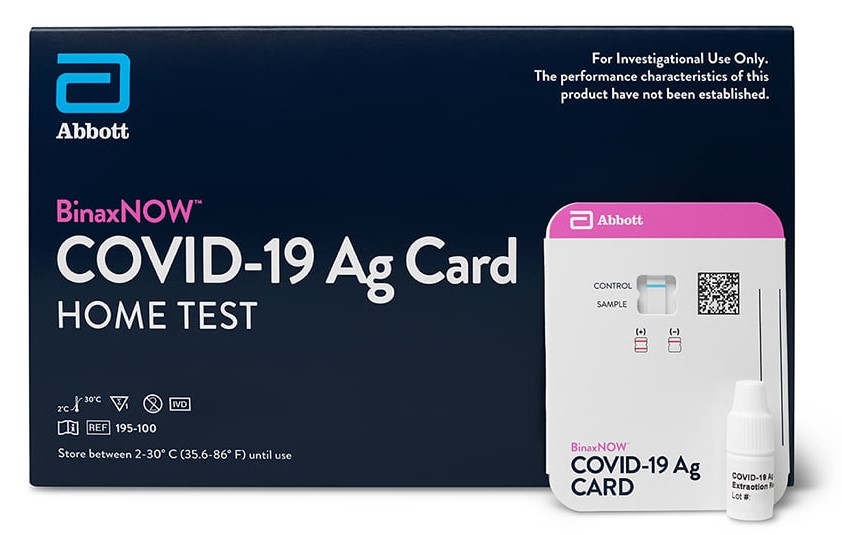 Abbott
For Investigational Use Only.
The performance characteristics of this
product have not been established.
BinaxNOW™
COVID-19 Ag Card
HOME TEST
2°C 30°C IVD
REF 195-100
Store between 2-30° C (35.6-86° F) until use
Abbott
CONTROL
SAMPLE
(+) (-)
BinaxNOW™
COVID-19 Ag
CARD
COVID-19
Extraction
Lot #: